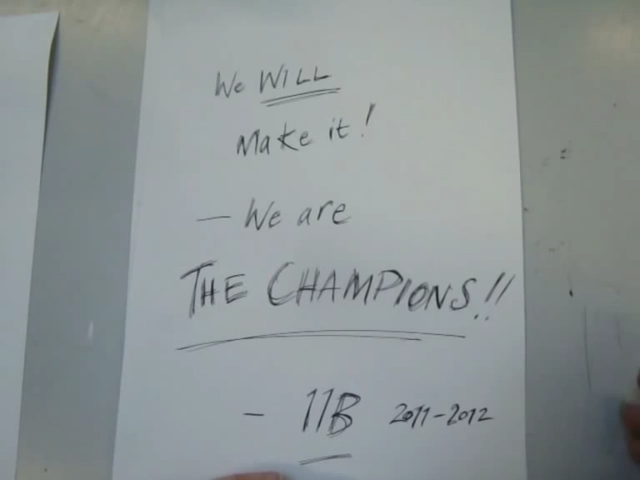 We WILL
Make it!
— We are
THE CHAMPIONS!!
- 11B 2011-2012